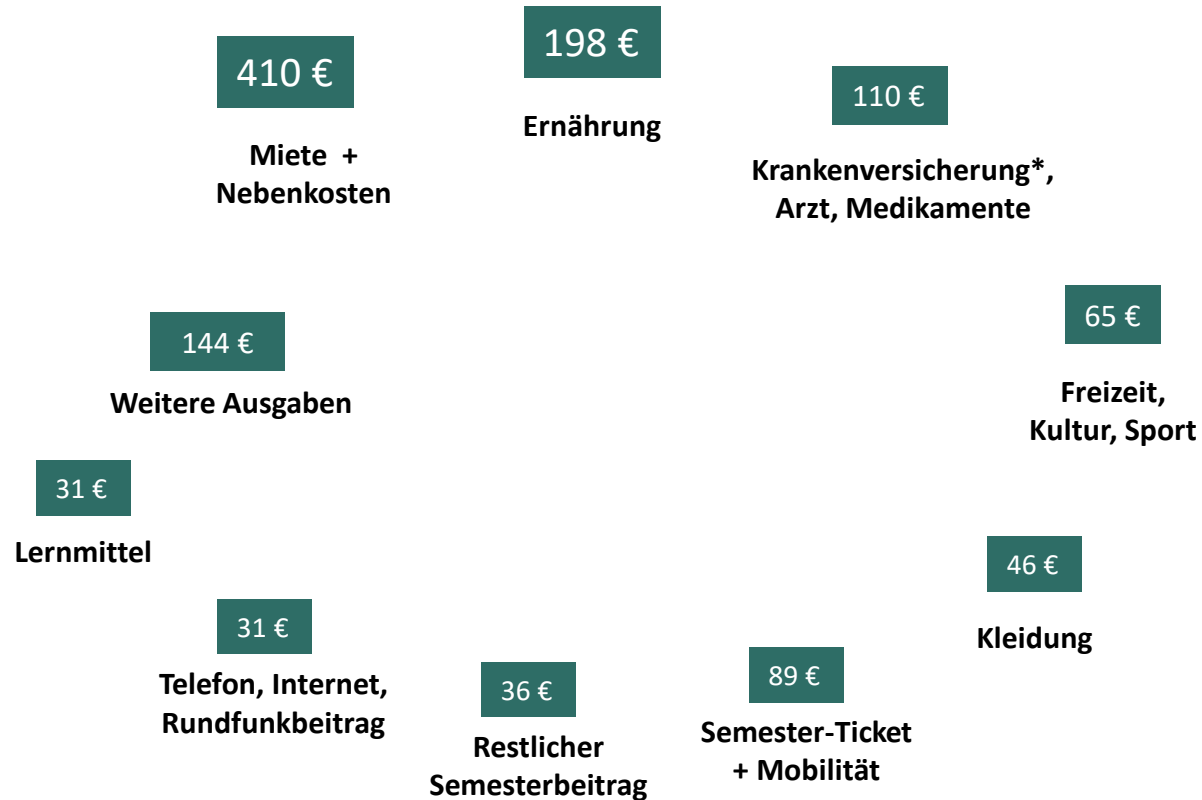 410 €
Miete +
Nebenkosten
198 €
Ernährung
110 €
Krankenversicherung*,
Arzt, Medikamente
144 €
Weitere Ausgaben
65 €
Freizeit,
Kultur, Sport
31 €
Lernmittel
46 €
Kleidung
31 €
Telefon, Internet,
Rundfunkbeitrag
36 €
Restlicher
Semesterbeitrag
89 €
Semester-Ticket
+ Mobilität